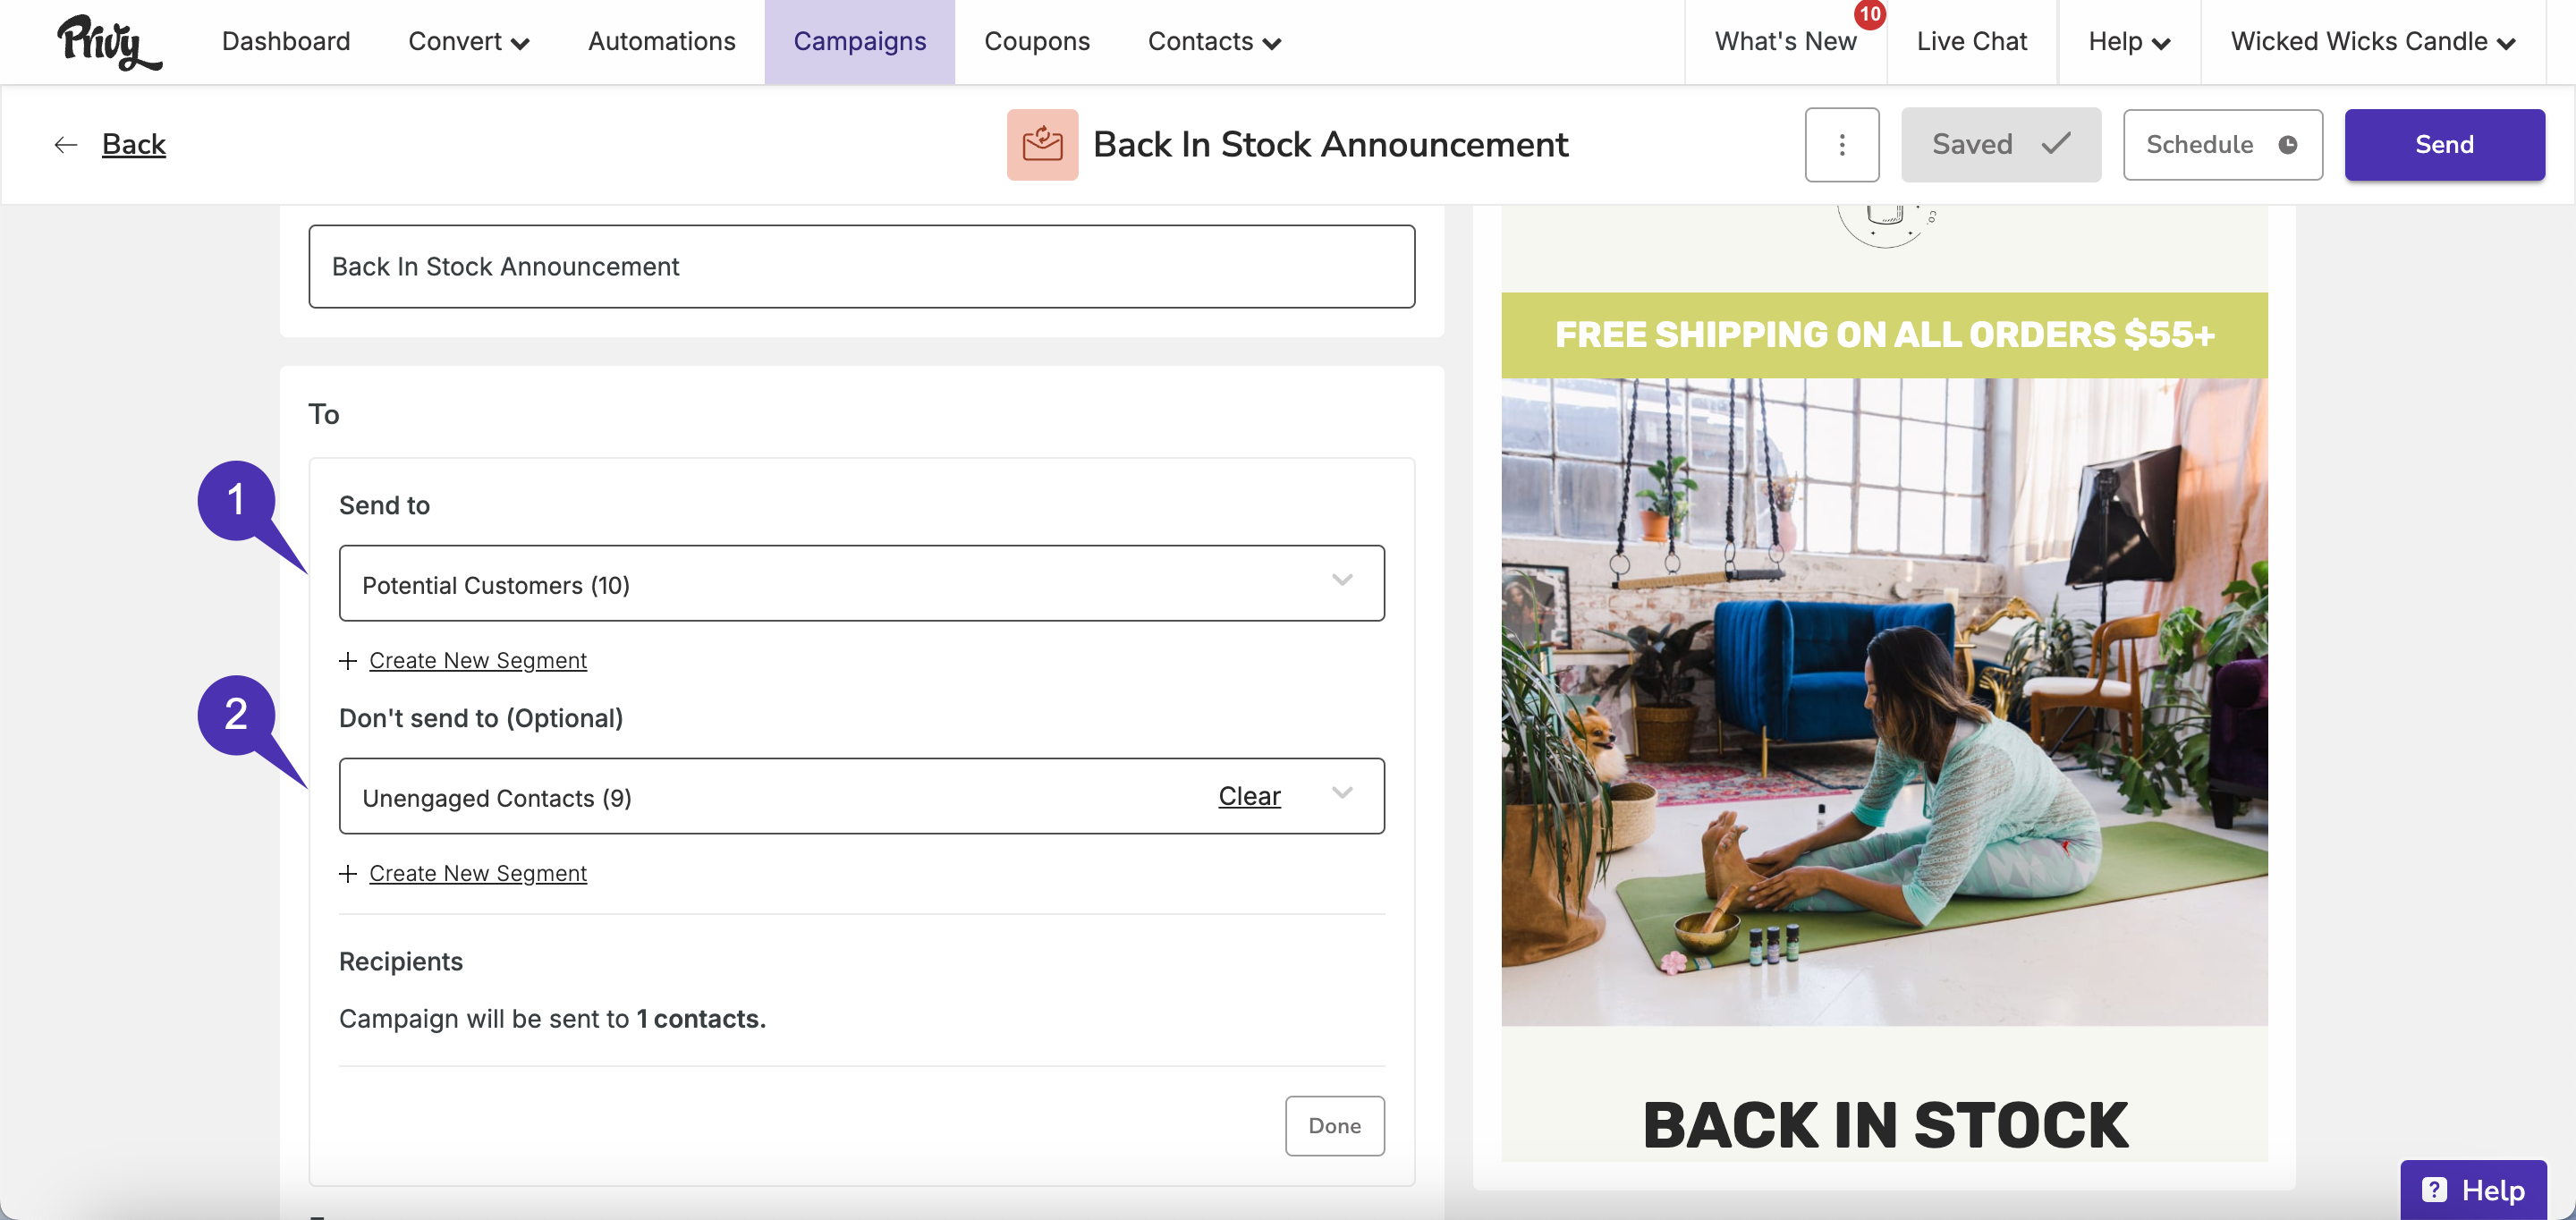 Privy
Dashboard
Convert
Automations
Campaigns
Coupons
Contacts
What's New
10
Live Chat
Help
Wicked Wicks Candle
Back
Back In Stock Announcement
Saved
Schedule
Send
Back In Stock Announcement
To
1
Send to
Potential Customers (10)
+ Create New Segment
2
Don't send to (Optional)
Unengaged Contacts (9)
Clear
+ Create New Segment
Recipients
Campaign will be sent to 1 contacts.
Done
CO.
FREE SHIPPING ON ALL ORDERS $55+
BACK IN STOCK
? Help